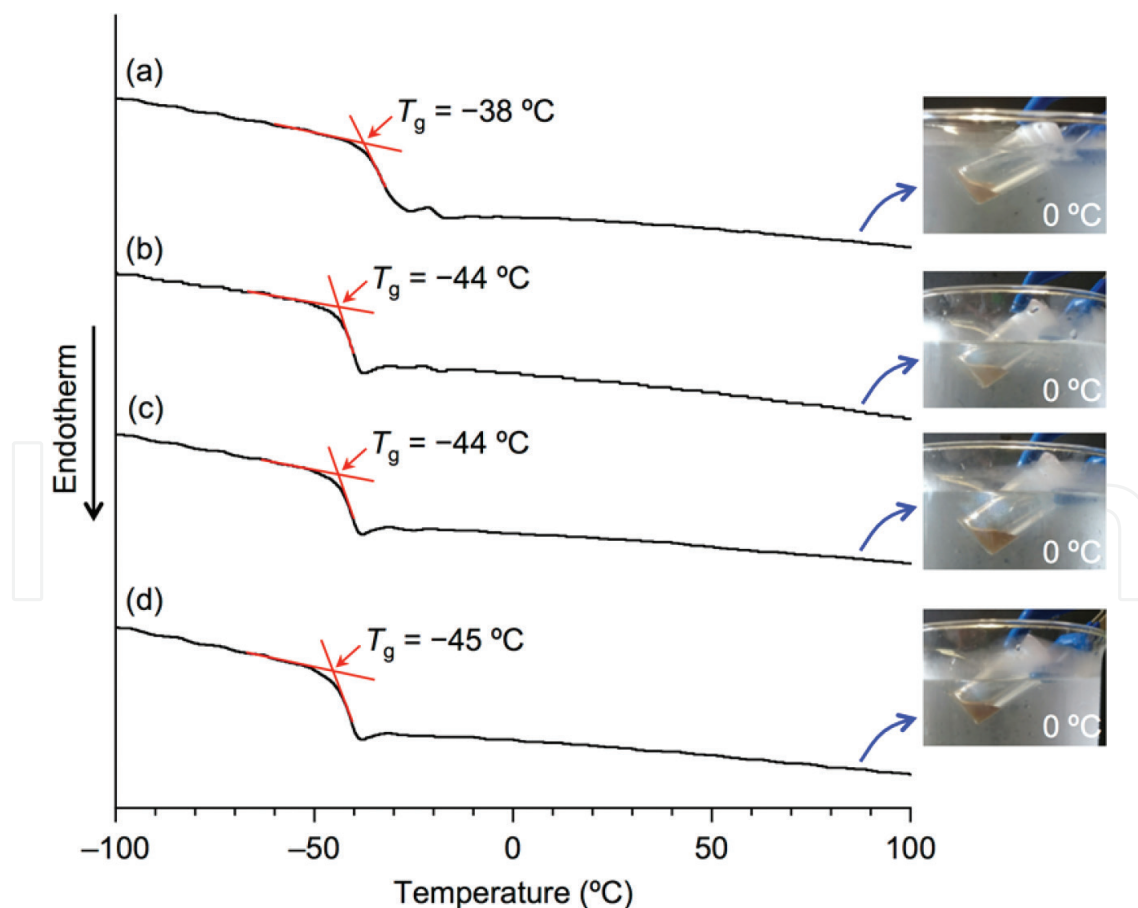 (a)
Tg = −38 ºC
0 ºC
(b)
Tg = −44 ºC
0 ºC
(c)
Tg = −44 ºC
0 ºC
(d)
Tg = −45 ºC
0 ºC
Endotherm
−100 −50 0 50 100
Temperature (ºC)